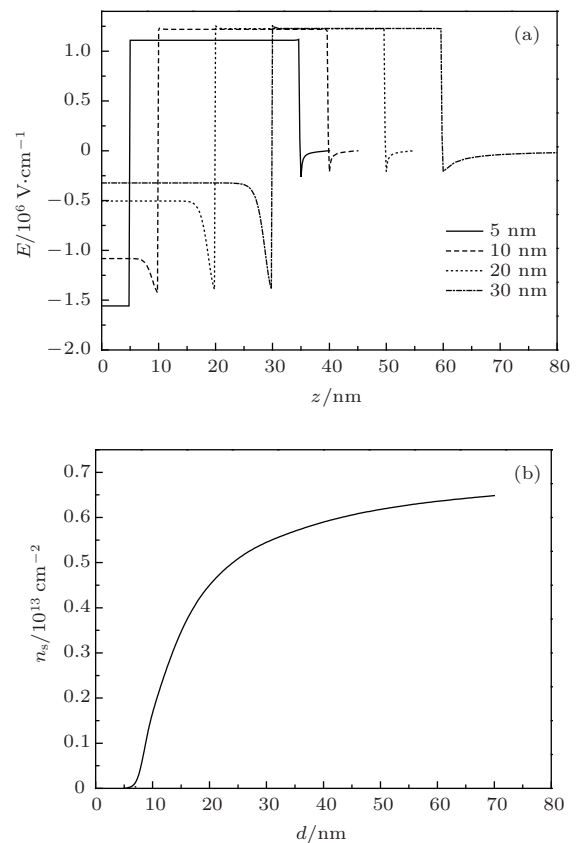 (a)
1.0
0.5
0
−0.5
−1.0
−1.5
−2.0
E/10⁶ V·cm⁻¹
5 nm
10 nm
20 nm
30 nm
0 10 20 30 40 50 60 70 80
z/nm
(b)
0.7
0.6
0.5
0.4
0.3
0.2
0.1
0
nₛ/10¹³ cm⁻²
0 10 20 30 40 50 60 70 80
d/nm